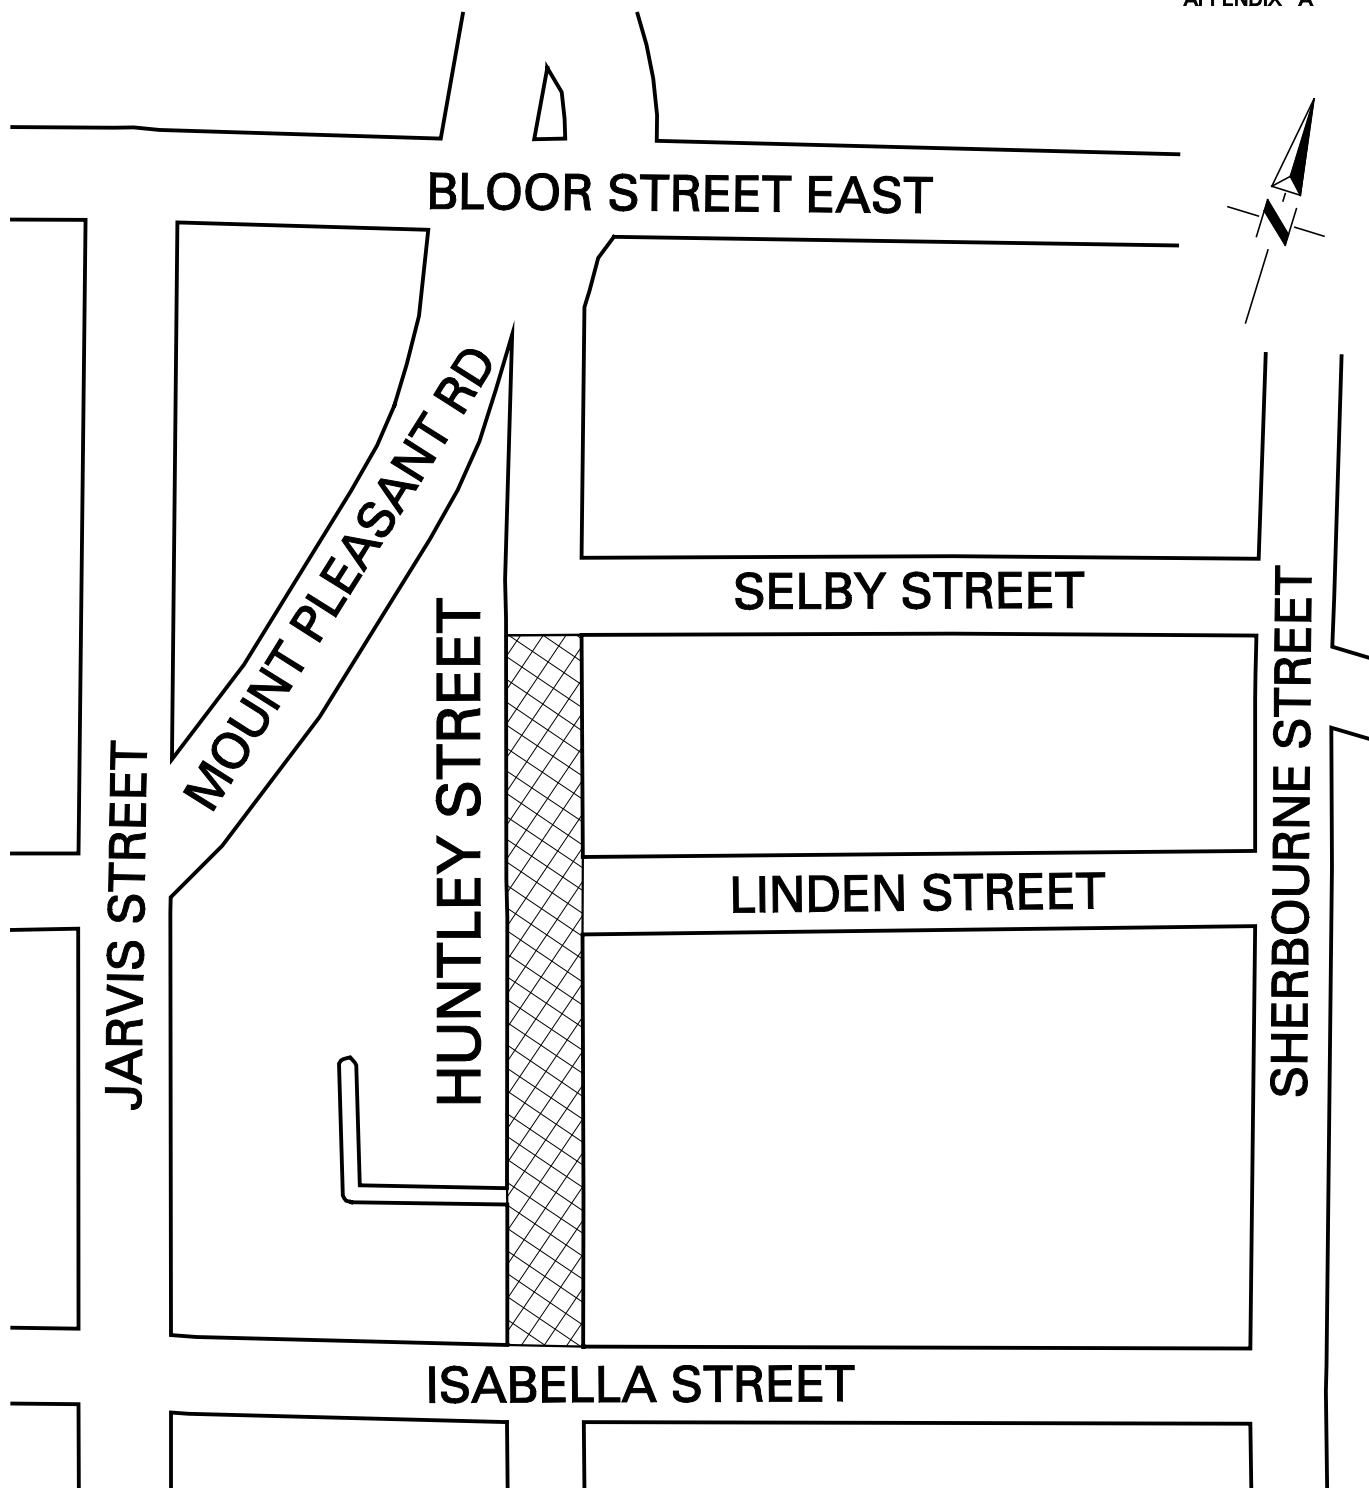 BLOOR STREET EAST
N
MOUNT PLEASANT RD
SELBY STREET
HUNTLEY STREET
SHERBOURNE STREET
JARVIS STREET
LINDEN STREET
ISABELLA STREET